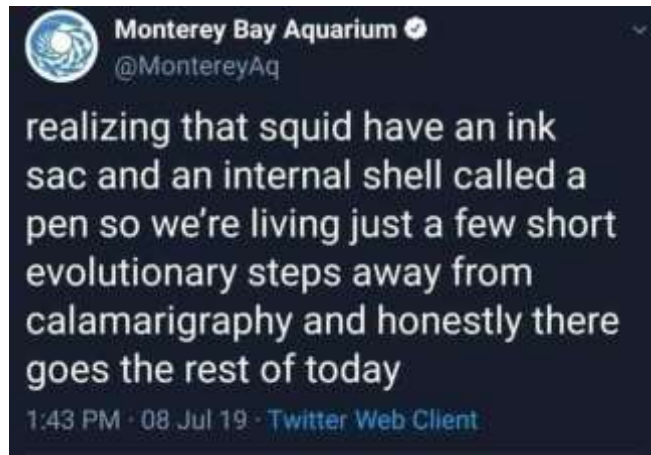 Monterey Bay Aquarium
@MontereyAq
realizing that squid have an ink
sac and an internal shell called a
pen so we're living just a few short
evolutionary steps away from
calamarigraphy and honestly there
goes the rest of today
1:43 PM · 08 Jul 19 · Twitter Web Client